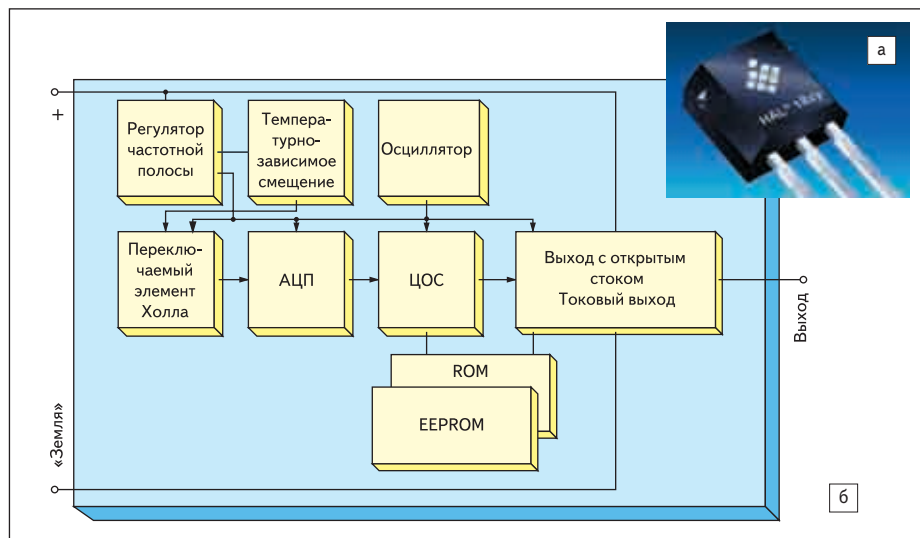 а
+
Регулятор
частотной
полосы
Темпера-
турно-
зависимое
смещение
Осциллятор
Переклю-
чаемый
элемент
Холла
АЦП
ЦОС
Выход с открытым
стоком
Токовый выход
Выход
ROM
EEPROM
«Земля»
б